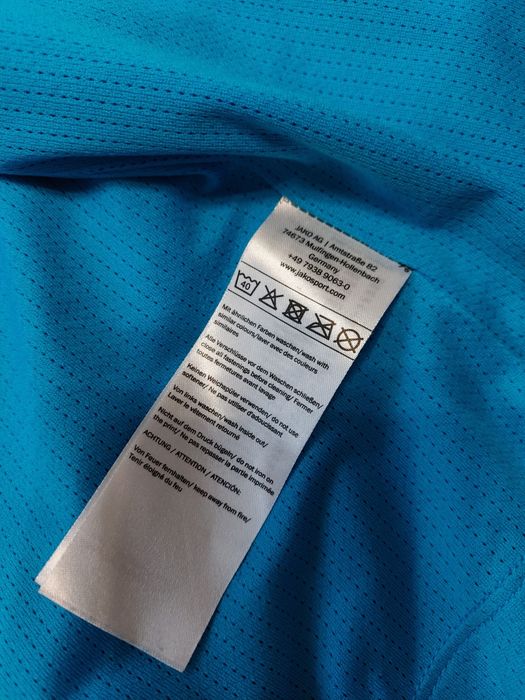 JAKO AG | Amtstraße 82
74673 Mulfingen-Hollenbach
Germany
+49 7938 9063-0
www.jakosport.com
40
Mit ähnlichen Farben waschen/wash with
similar colours/laver avec des couleurs
similaires
Alle Verschlüsse vor dem Waschen schließen/
close all fastenings before cleaning/ Fermer
toutes fermetures avant lavage
Keinen Weichspüler verwenden/ do not use
softener/ Ne pas utiliser d'adoucissant
Von links waschen/wash inside out/
Laver le vêtement retourné
Nicht auf dem Druck bügeln/ do not iron on
the print/ Ne pas repasser la partie imprimée
ACHTUNG / ATTENTION / ATENCIÓN:
Von Feuer fernhalten/ keep away from fire/
Tenir éloigné du feu